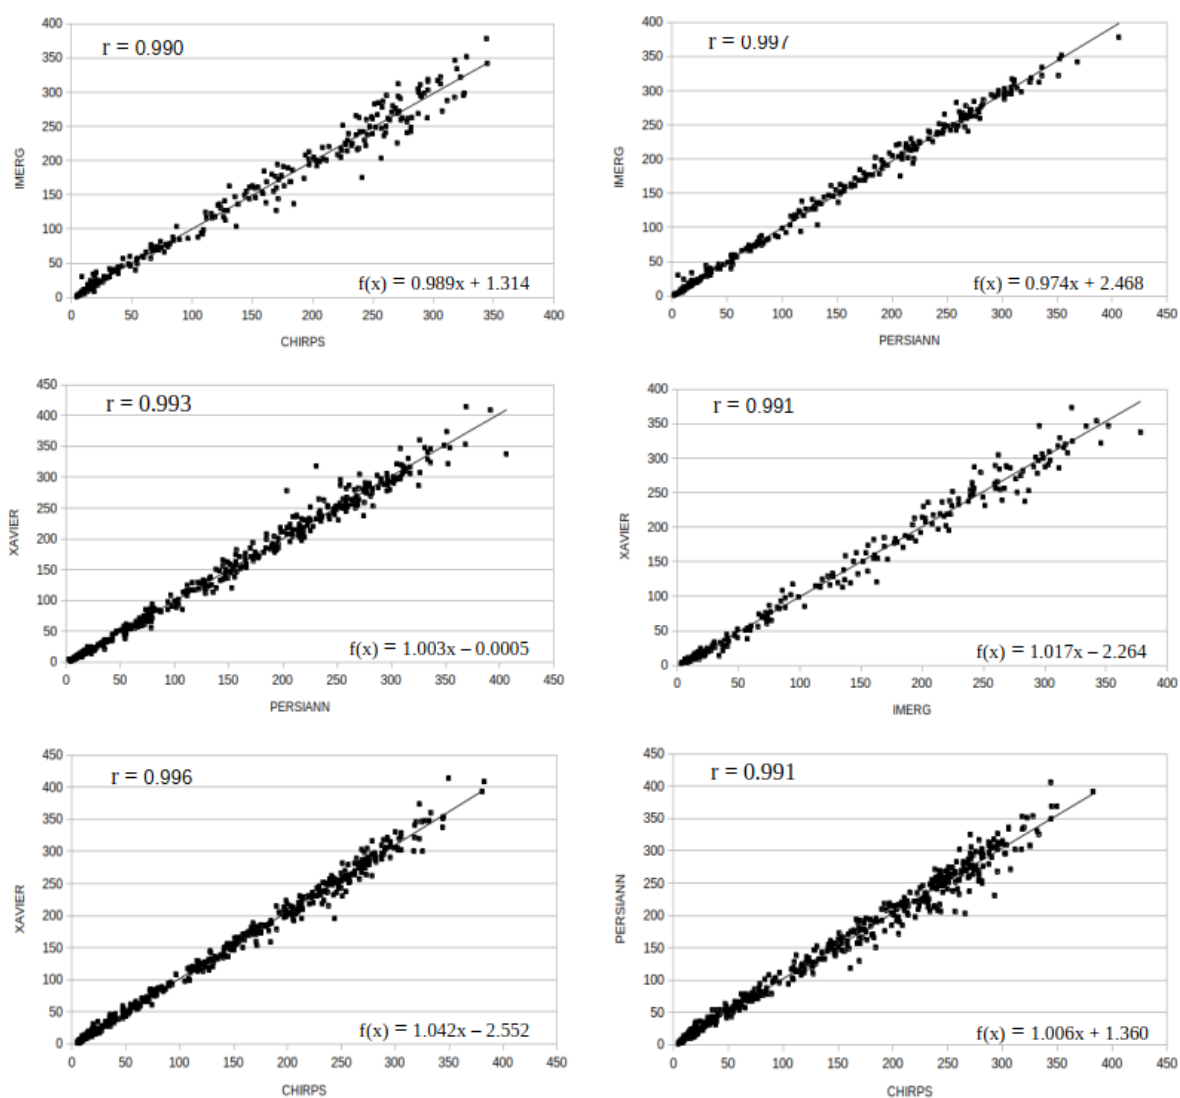 400
350
300
250
200
150
100
50
0
r = 0.990
IMERG
f(x) = 0.989x + 1.314
0 50 100 150 200 250 300 350 400
CHIRPS
400
350
300
250
200
150
100
50
0
r = 0.997
IMERG
f(x) = 0.974x + 2.468
0 50 100 150 200 250 300 350 400 450
PERSIANN
450
400
350
300
250
200
150
100
50
0
r = 0.993
XAVIER
f(x) = 1.003x – 0.0005
0 50 100 150 200 250 300 350 400 450
PERSIANN
400
350
300
250
200
150
100
50
0
r = 0.991
XAVIER
f(x) = 1.017x – 2.264
0 50 100 150 200 250 300 350 400
IMERG
450
400
350
300
250
200
150
100
50
0
r = 0.996
XAVIER
f(x) = 1.042x – 2.552
0 50 100 150 200 250 300 350 400 450
CHIRPS
450
400
350
300
250
200
150
100
50
0
r = 0.991
PERSIANN
f(x) = 1.006x + 1.360
0 50 100 150 200 250 300 350 400 450
CHIRPS